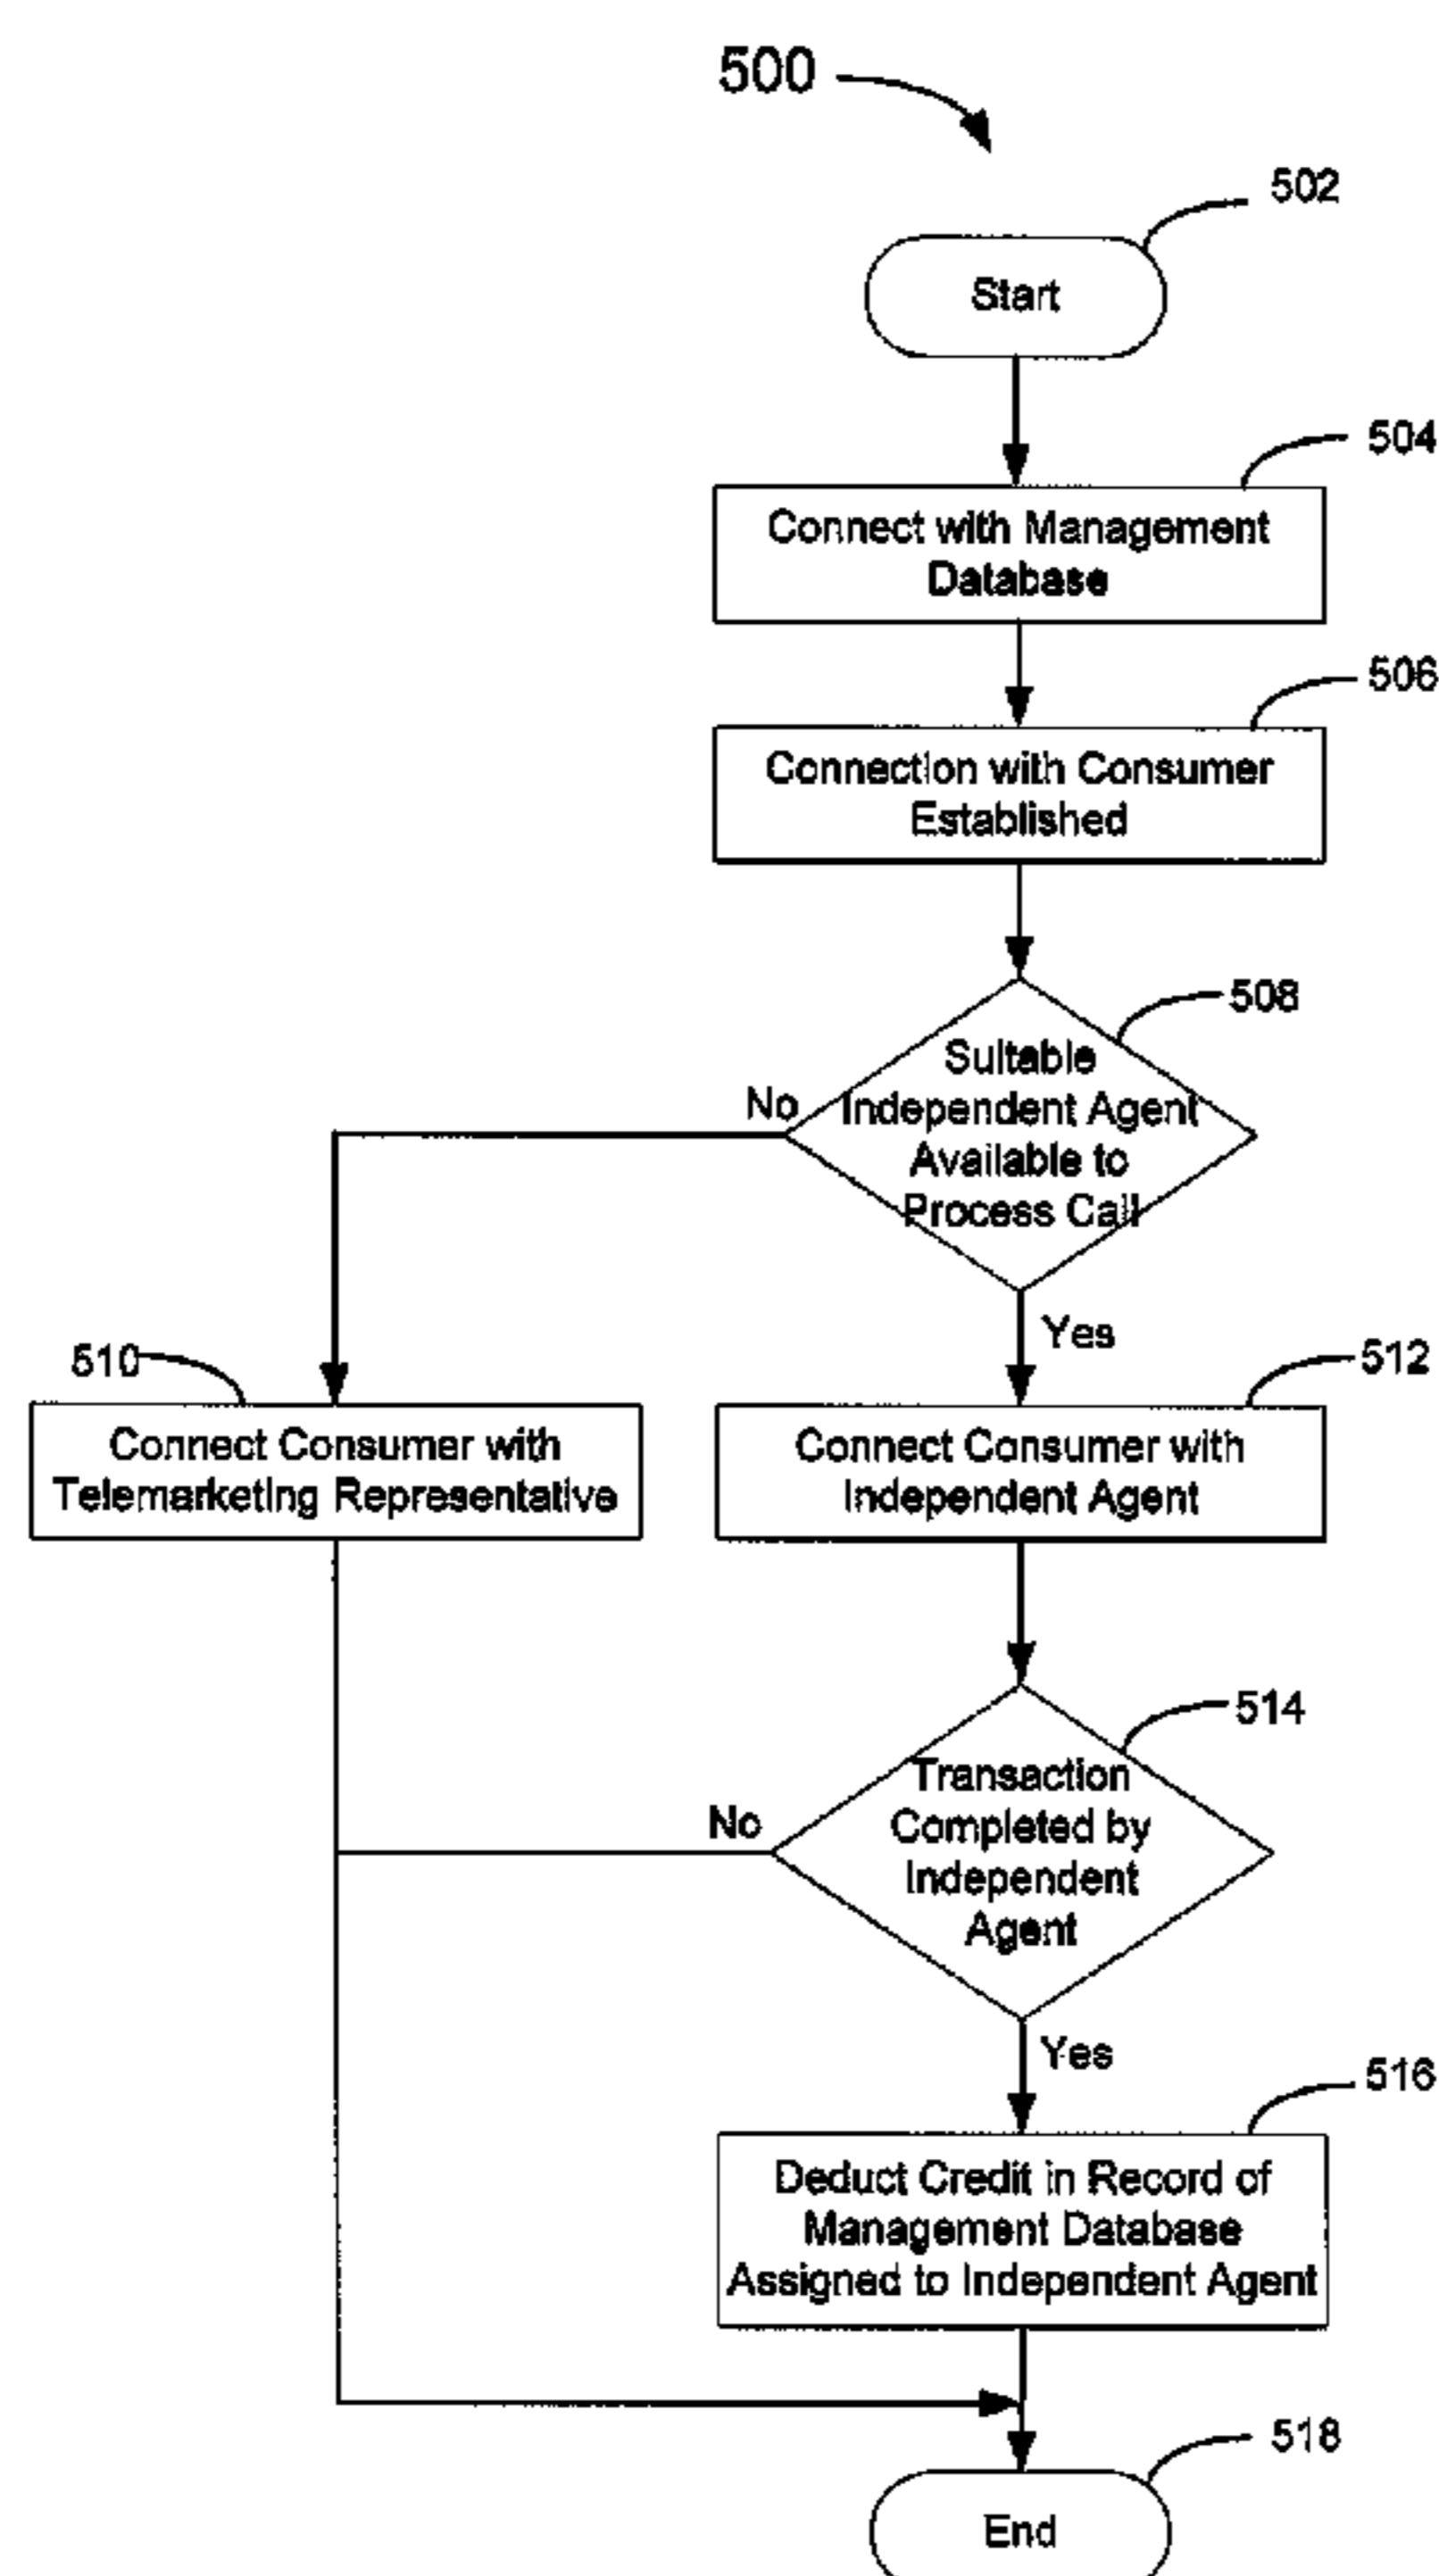 500
502
Start
504
Connect with Management
Database
506
Connection with Consumer
Established
508
Suitable
Independent Agent
Available to
Process Call
No
Yes
510
Connect Consumer with
Telemarketing Representative
512
Connect Consumer with
Independent Agent
514
Transaction
Completed by
Independent
Agent
No
Yes
516
Deduct Credit in Record of
Management Database
Assigned to Independent Agent
518
End